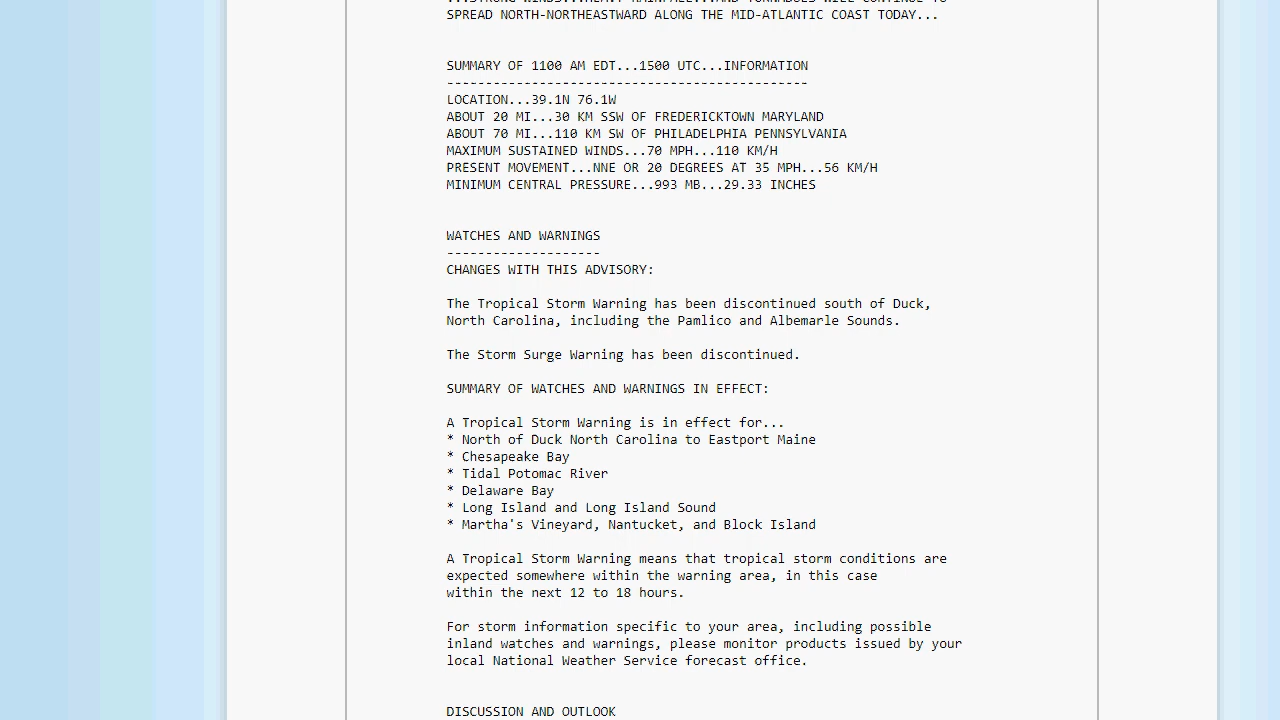 ...STRONG WINDS...HEAVY RAINFALL...AND TORNADOES WILL CONTINUE TO
SPREAD NORTH-NORTHEASTWARD ALONG THE MID-ATLANTIC COAST TODAY...
SUMMARY OF 1100 AM EDT...1500 UTC...INFORMATION
-----------------------------------------------
LOCATION...39.1N 76.1W
ABOUT 20 MI...30 KM SSW OF FREDERICKTOWN MARYLAND
ABOUT 70 MI...110 KM SW OF PHILADELPHIA PENNSYLVANIA
MAXIMUM SUSTAINED WINDS...70 MPH...110 KM/H
PRESENT MOVEMENT...NNE OR 20 DEGREES AT 35 MPH...56 KM/H
MINIMUM CENTRAL PRESSURE...993 MB...29.33 INCHES
WATCHES AND WARNINGS
--------------------
CHANGES WITH THIS ADVISORY:
The Tropical Storm Warning has been discontinued south of Duck,
North Carolina, including the Pamlico and Albemarle Sounds.
The Storm Surge Warning has been discontinued.
SUMMARY OF WATCHES AND WARNINGS IN EFFECT:
A Tropical Storm Warning is in effect for...
* North of Duck North Carolina to Eastport Maine
* Chesapeake Bay
* Tidal Potomac River
* Delaware Bay
* Long Island and Long Island Sound
* Martha's Vineyard, Nantucket, and Block Island
A Tropical Storm Warning means that tropical storm conditions are
expected somewhere within the warning area, in this case
within the next 12 to 18 hours.
For storm information specific to your area, including possible
inland watches and warnings, please monitor products issued by your
local National Weather Service forecast office.
DISCUSSION AND OUTLOOK